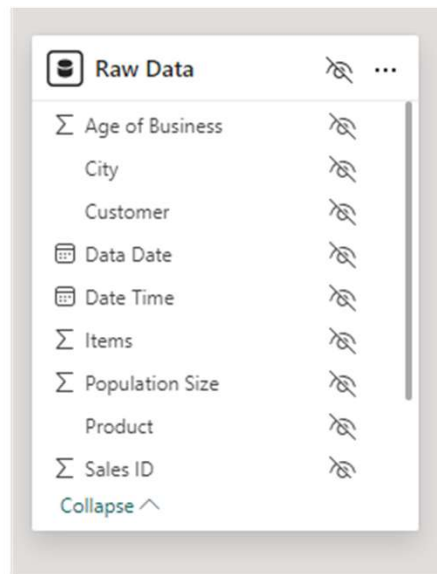 Raw Data
Age of Business
City
Customer
Data Date
Date Time
Items
Population Size
Product
Sales ID
Collapse